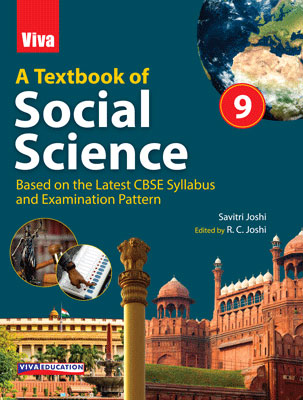 Viva
A Textbook of
Social
Science
9
Based on the Latest CBSE Syllabus
and Examination Pattern
Savitri Joshi
Edited by R. C. Joshi
VIVA EDUCATION